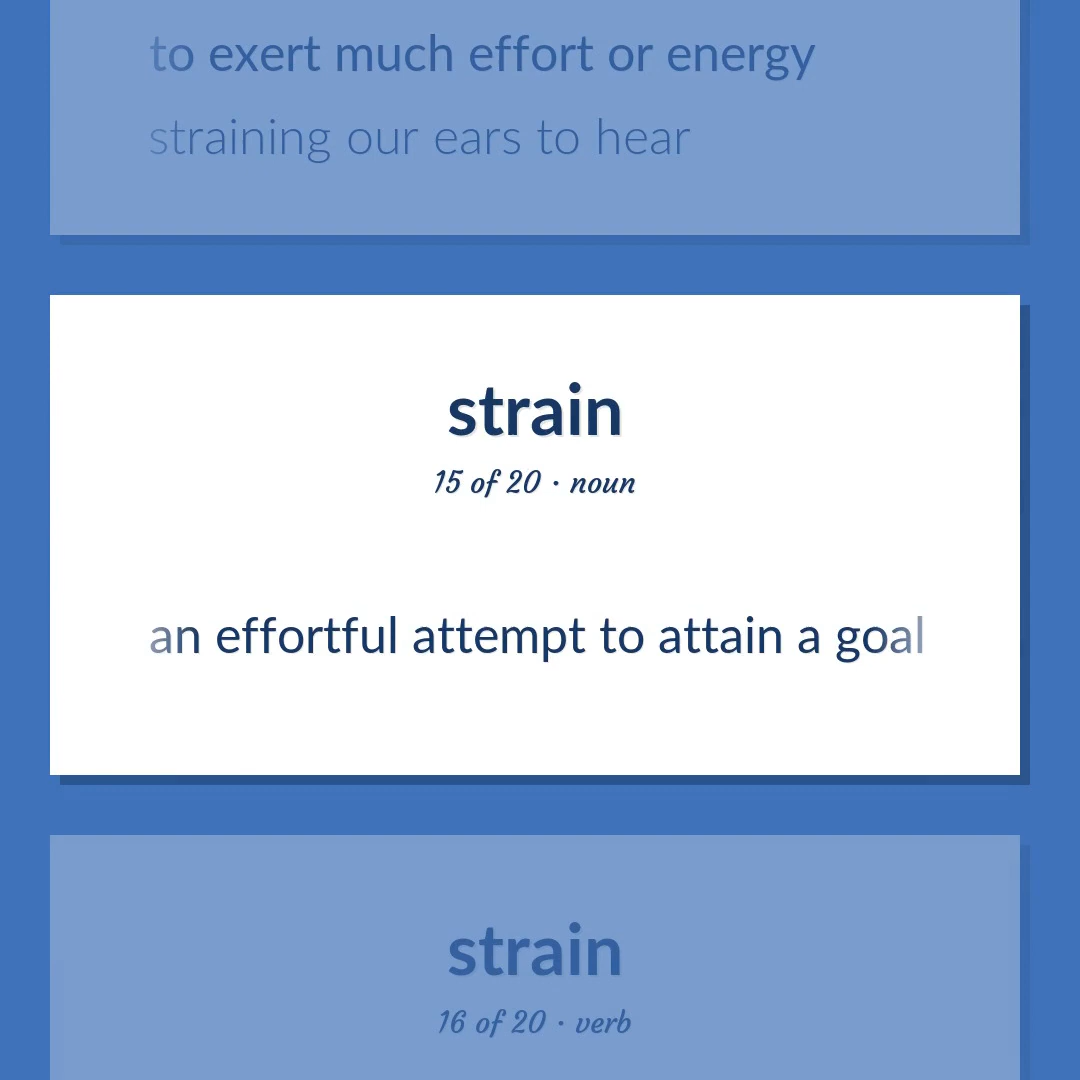 to exert much effort or energy
straining our ears to hear
strain
15 of 20 · noun
an effortful attempt to attain a goal
strain
16 of 20 · verb